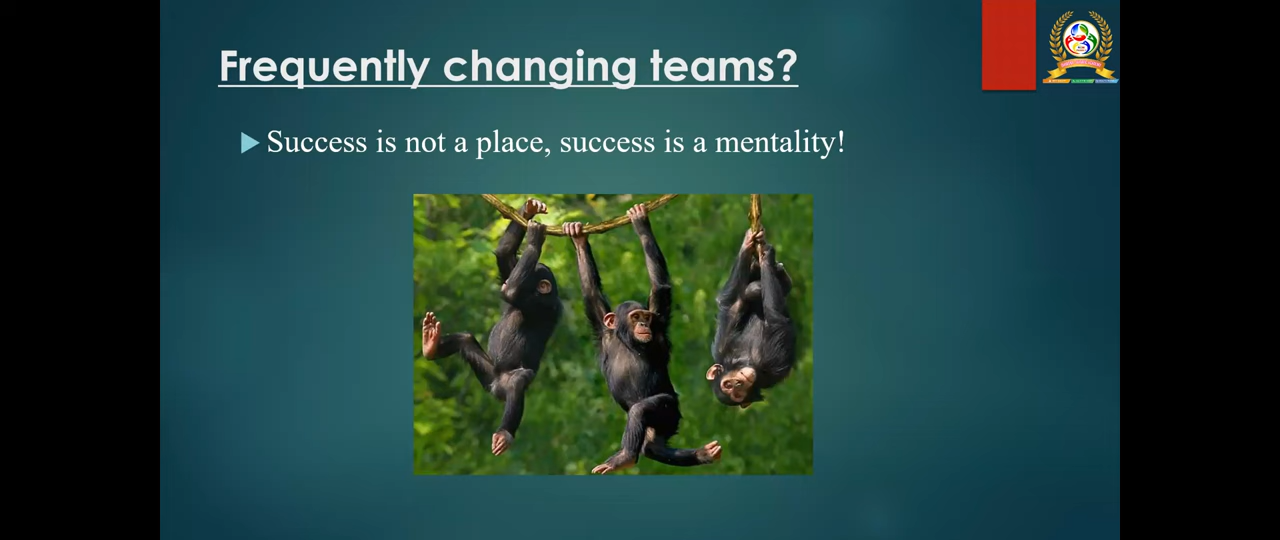 Frequently changing teams?
Success is not a place, success is a mentality!